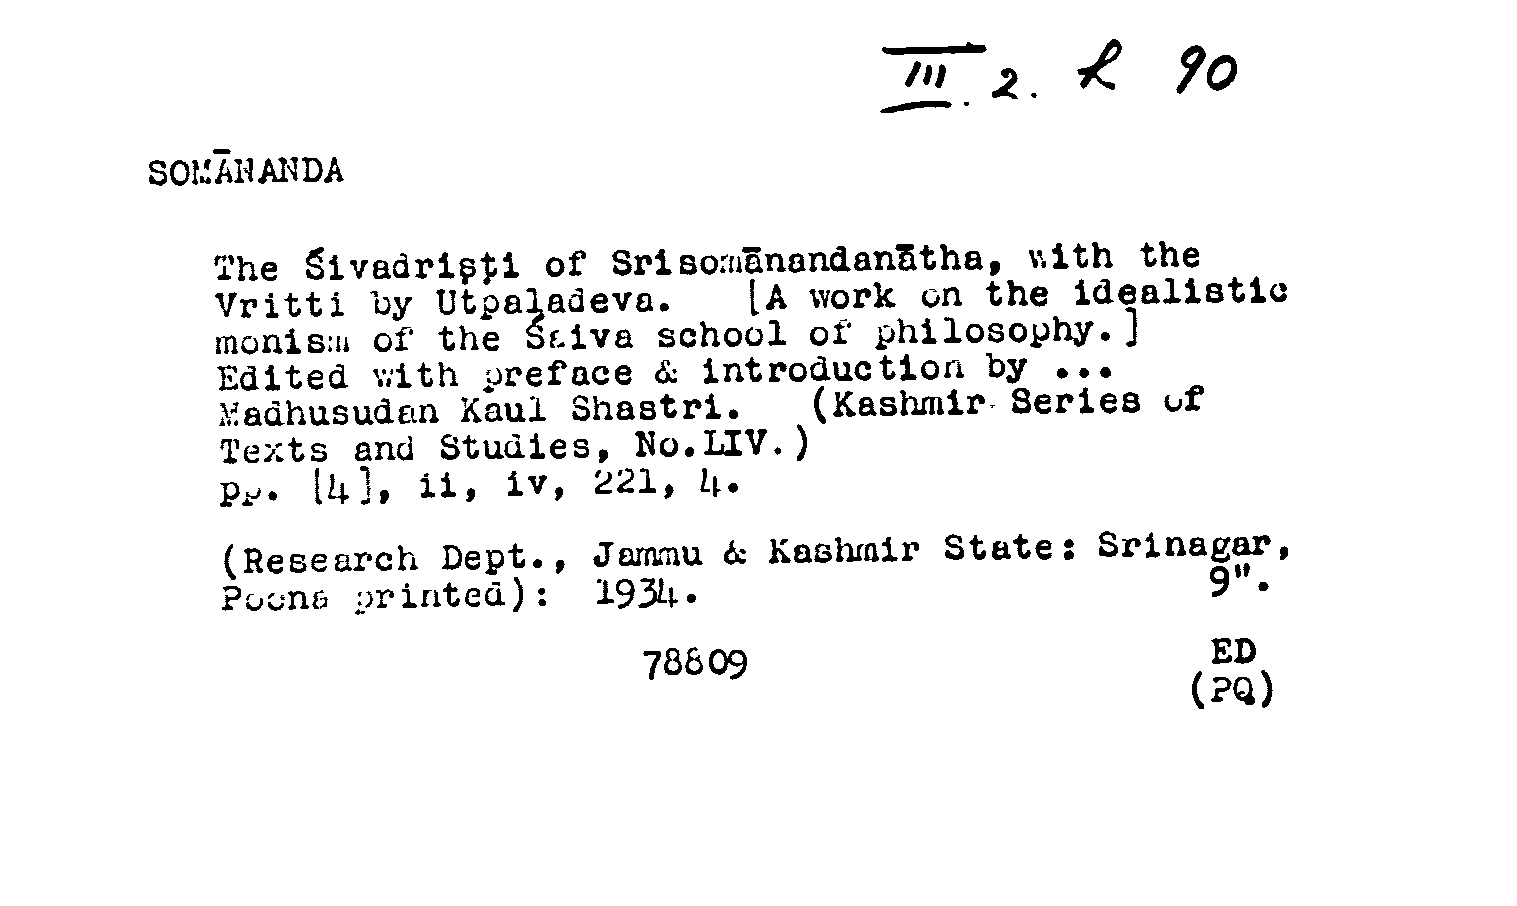 III. 2. L 90
SOMĀNANDA
The Śivadriṣṭi of Srisomānandanātha, with the
Vritti by Utpaladeva. [A work on the idealistic
monism of the Śaiva school of philosophy.]
Edited with preface & introduction by ...
Madhusudan Kaul Shastri. (Kashmir Series of
Texts and Studies, No.LIV.)
pp. [4], ii, iv, 221, 4.
(Research Dept., Jammu & Kashmir State: Srinagar,
Poona printed): 1934. 9".
78809 ED
(PQ)